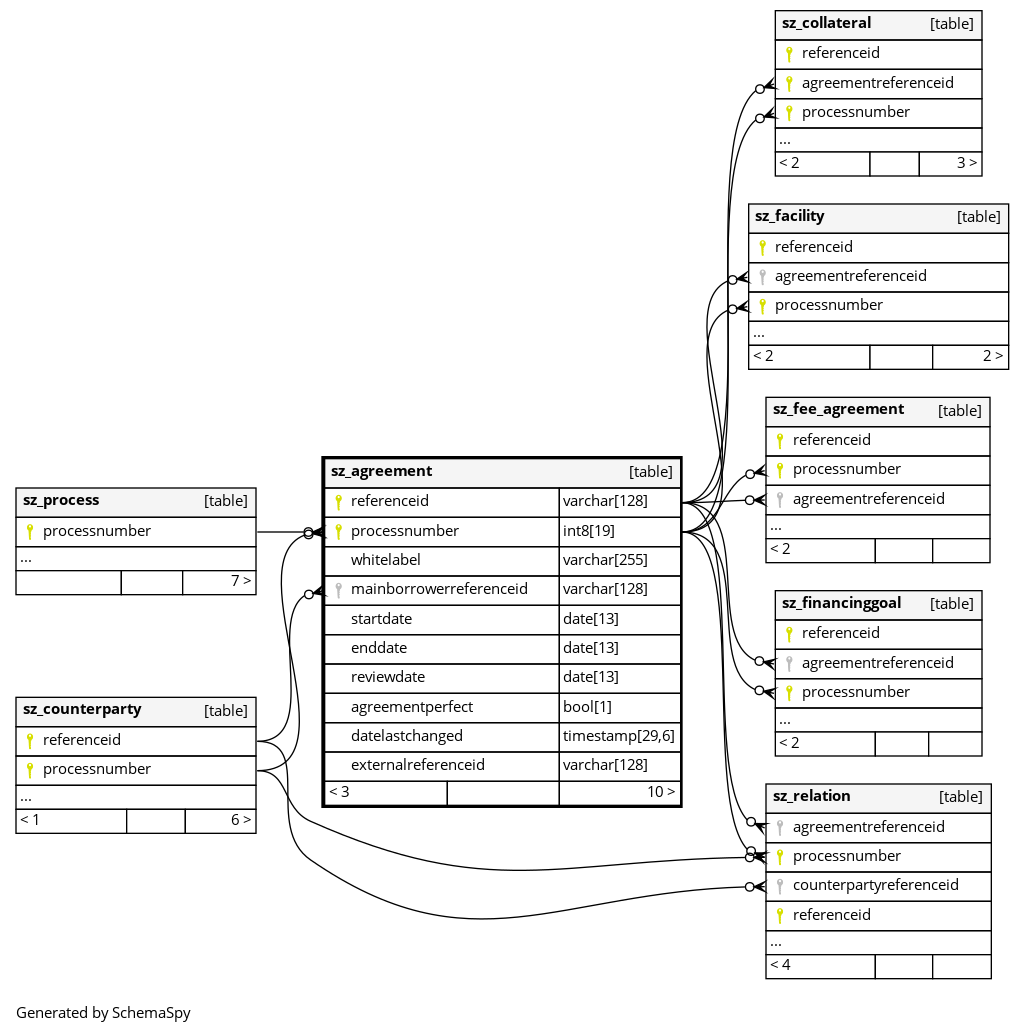 sz_collateral [table]
referenceid
agreementreferenceid
processnumber
...
< 2 3 >
sz_facility [table]
referenceid
agreementreferenceid
processnumber
...
< 2 2 >
sz_fee_agreement [table]
referenceid
processnumber
agreementreferenceid
...
< 2
sz_agreement [table]
referenceid varchar[128]
processnumber int8[19]
whitelabel varchar[255]
mainborrowerreferenceid varchar[128]
startdate date[13]
enddate date[13]
reviewdate date[13]
agreementperfect bool[1]
datelastchanged timestamp[29,6]
externalreferenceid varchar[128]
< 3 10 >
sz_process [table]
processnumber
...
7 >
sz_financinggoal [table]
referenceid
agreementreferenceid
processnumber
...
< 2
sz_counterparty [table]
referenceid
processnumber
...
< 1 6 >
sz_relation [table]
agreementreferenceid
processnumber
counterpartyreferenceid
referenceid
...
< 4
Generated by SchemaSpy